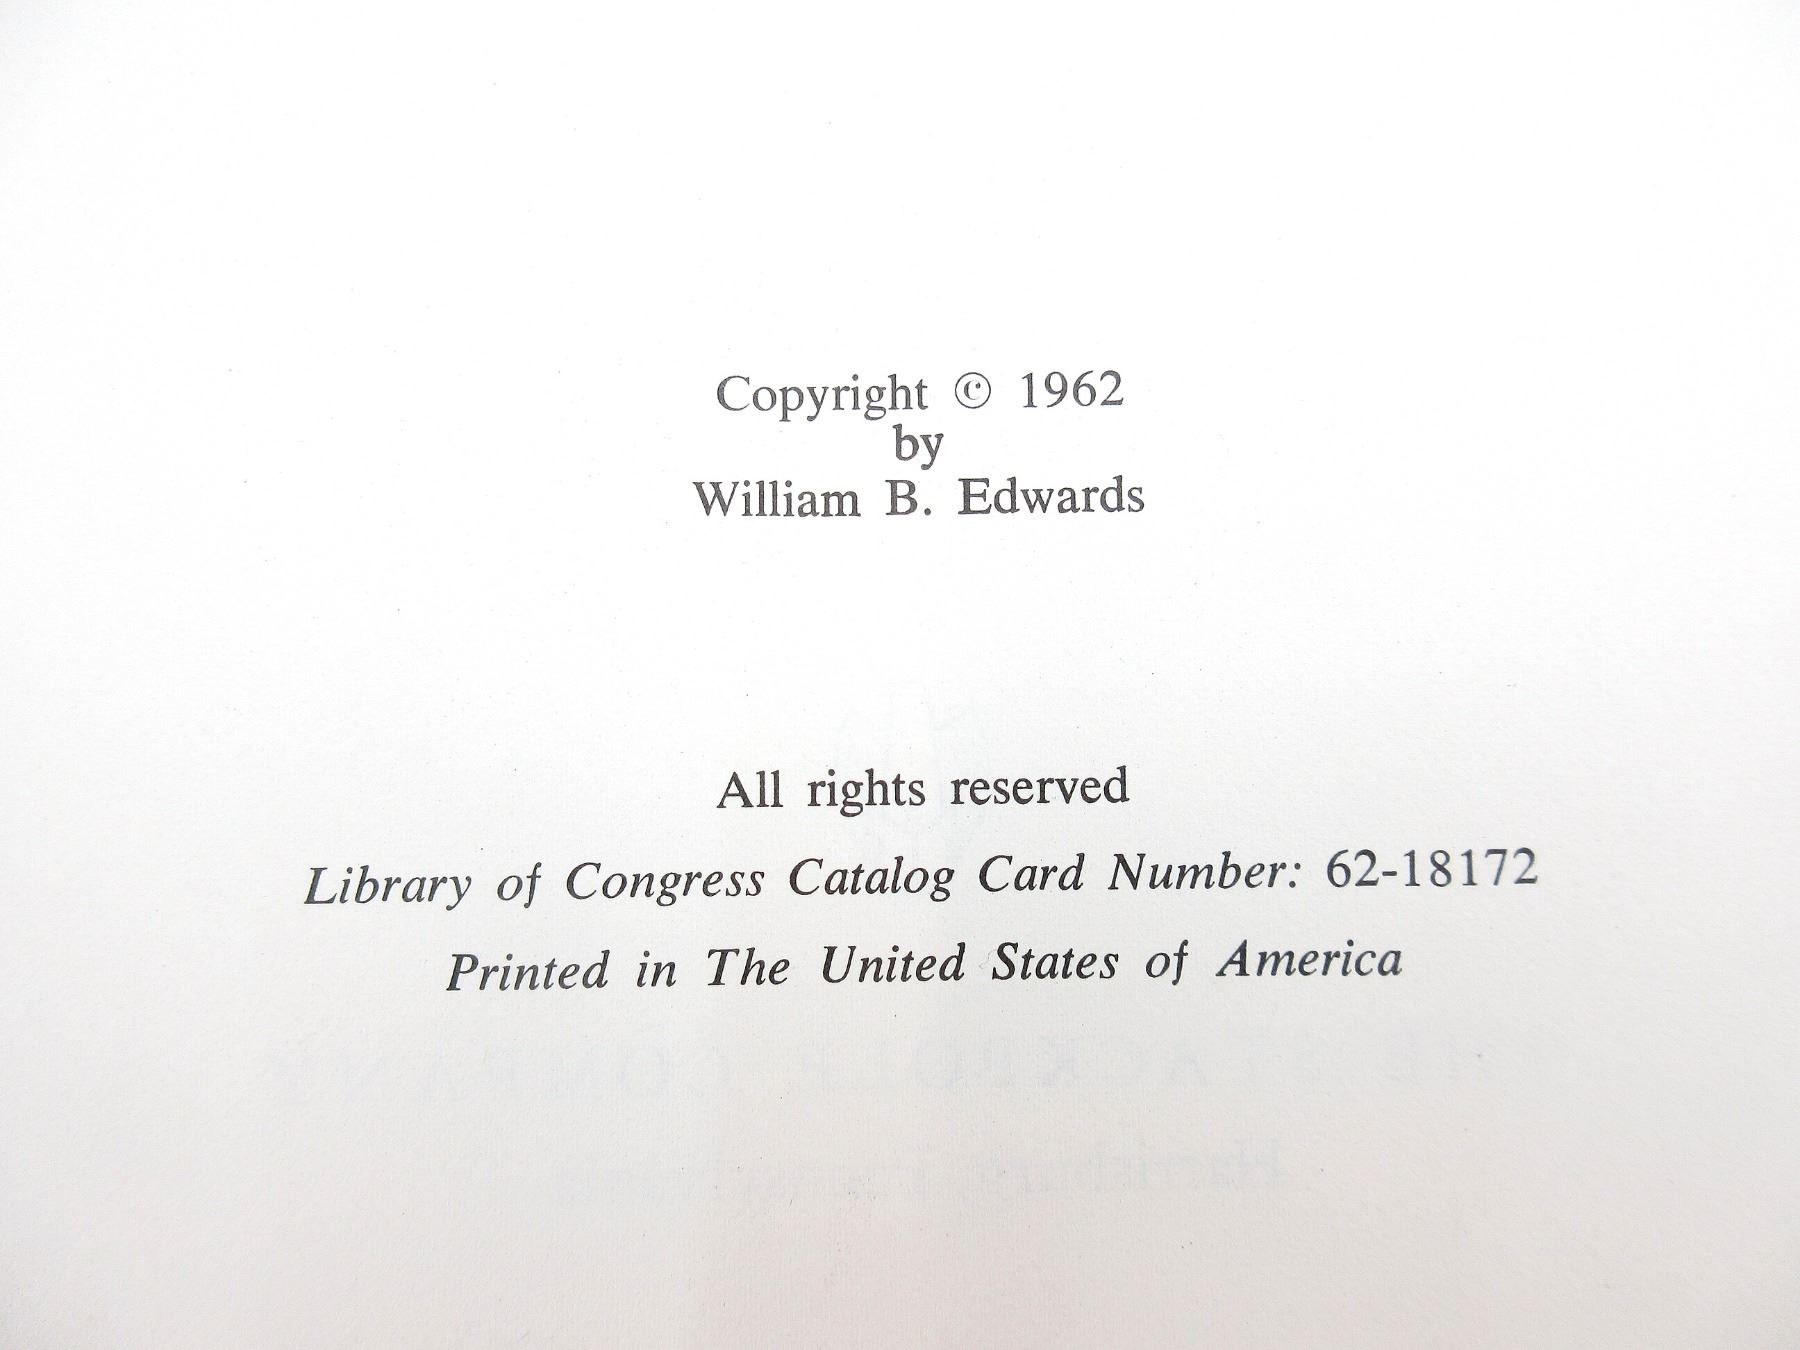 Copyright © 1962
by
William B. Edwards
All rights reserved
Library of Congress Catalog Card Number: 62-18172
Printed in The United States of America